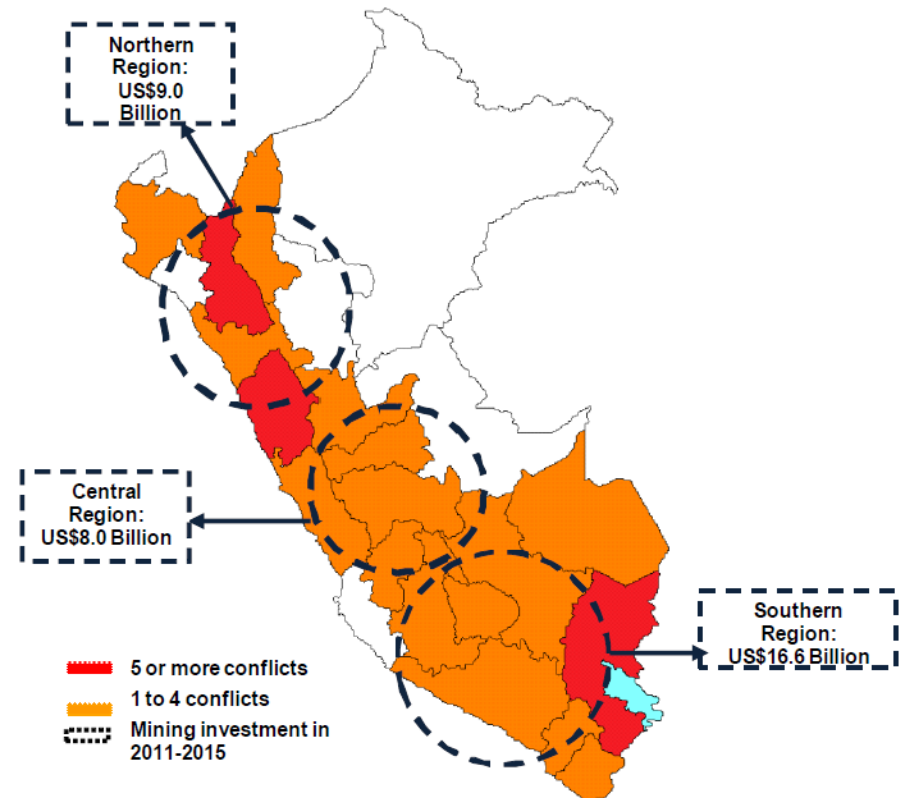 Northern
Region:
US$9.0
Billion
Central
Region:
US$8.0 Billion
Southern
Region:
US$16.6 Billion
5 or more conflicts
1 to 4 conflicts
Mining investment in
2011-2015